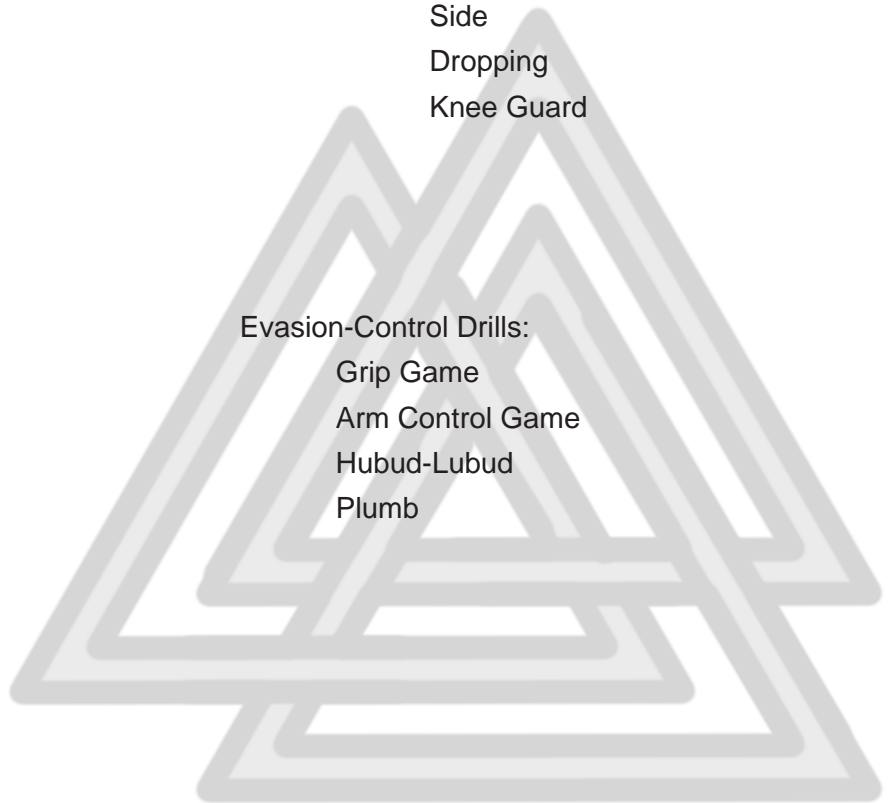 Side
Dropping
Knee Guard
Evasion-Control Drills:
Grip Game
Arm Control Game
Hubud-Lubud
Plumb